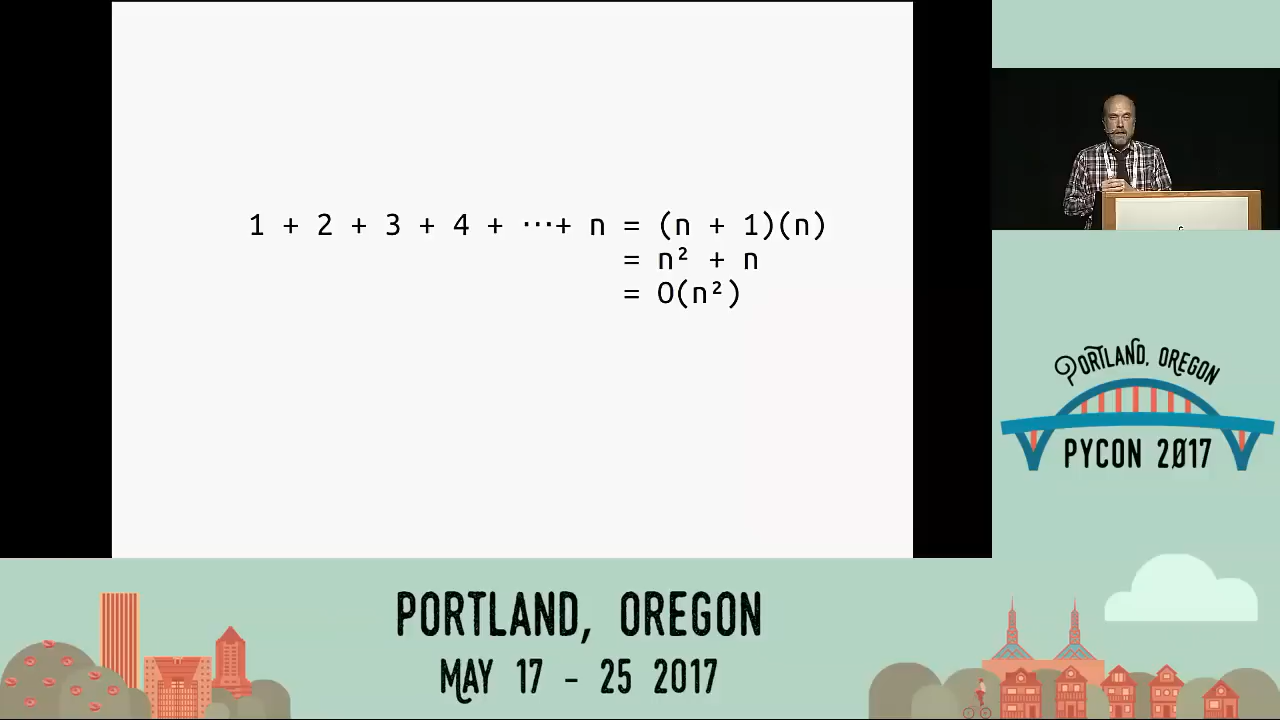 1 + 2 + 3 + 4 + ⋯+ n = (n + 1)(n)
= n² + n
= O(n²)
PORTLAND, OREGON
PYCON 2017
PORTLAND, OREGON
MAY 17 - 25 2017